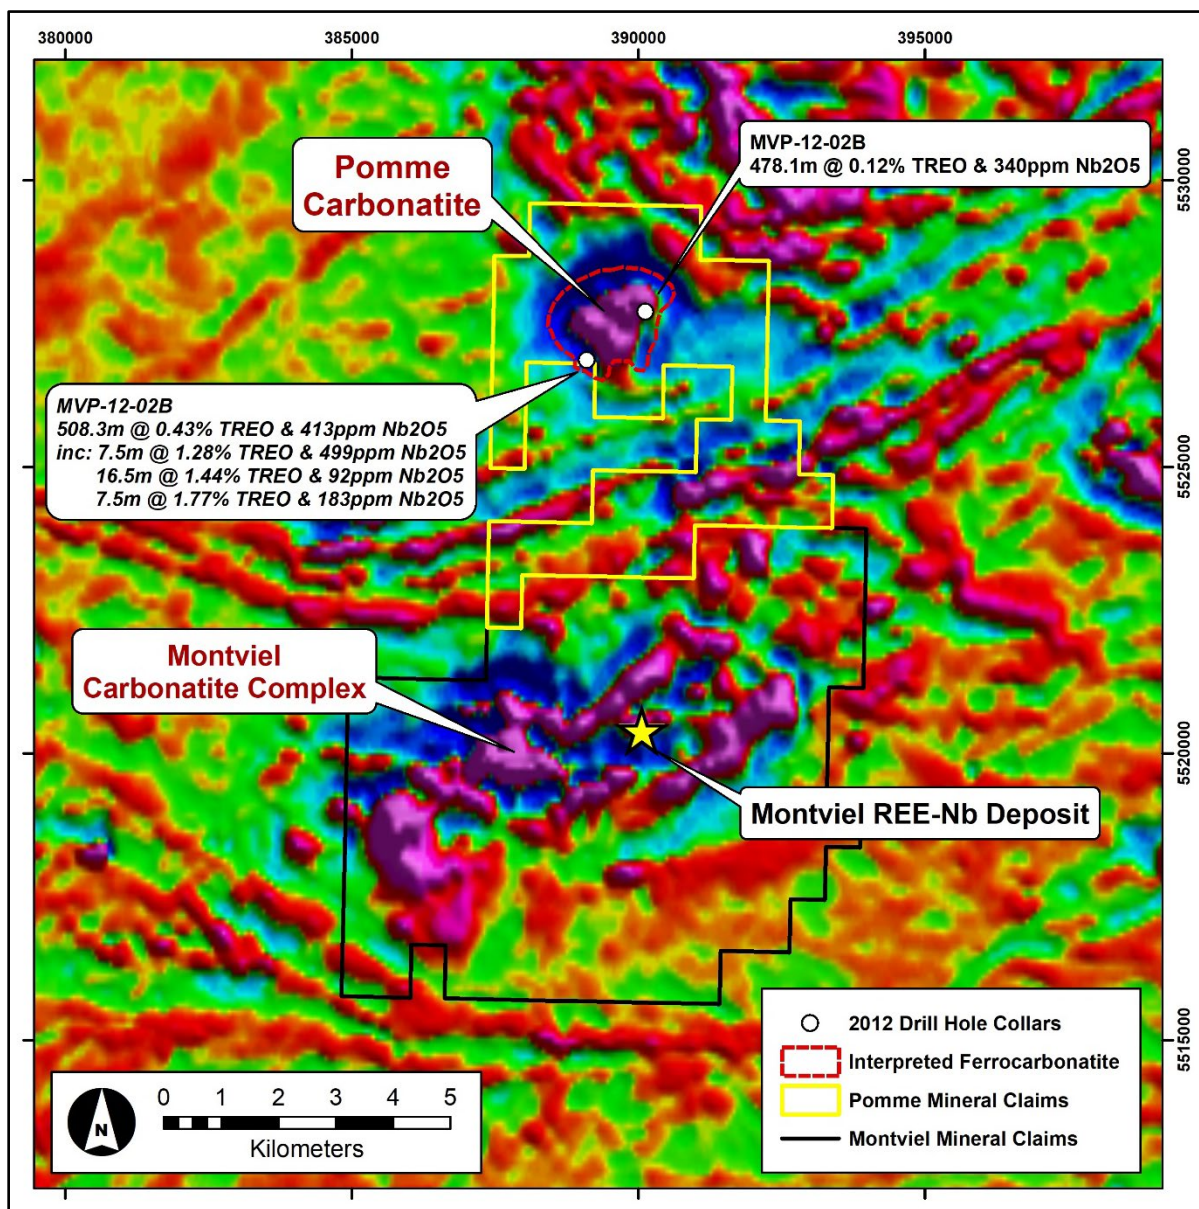 380000
385000
390000
395000
MVP-12-02B
478.1m @ 0.12% TREO & 340ppm Nb2O5
Pomme
Carbonatite
5530000
MVP-12-02B
508.3m @ 0.43% TREO & 413ppm Nb2O5
inc: 7.5m @ 1.28% TREO & 499ppm Nb2O5
16.5m @ 1.44% TREO & 92ppm Nb2O5
7.5m @ 1.77% TREO & 183ppm Nb2O5
5525000
Montviel
Carbonatite Complex
5520000
Montviel REE-Nb Deposit
2012 Drill Hole Collars
Interpreted Ferrocarbonatite
Pomme Mineral Claims
Montviel Mineral Claims
5515000
N
0 1 2 3 4 5
Kilometers